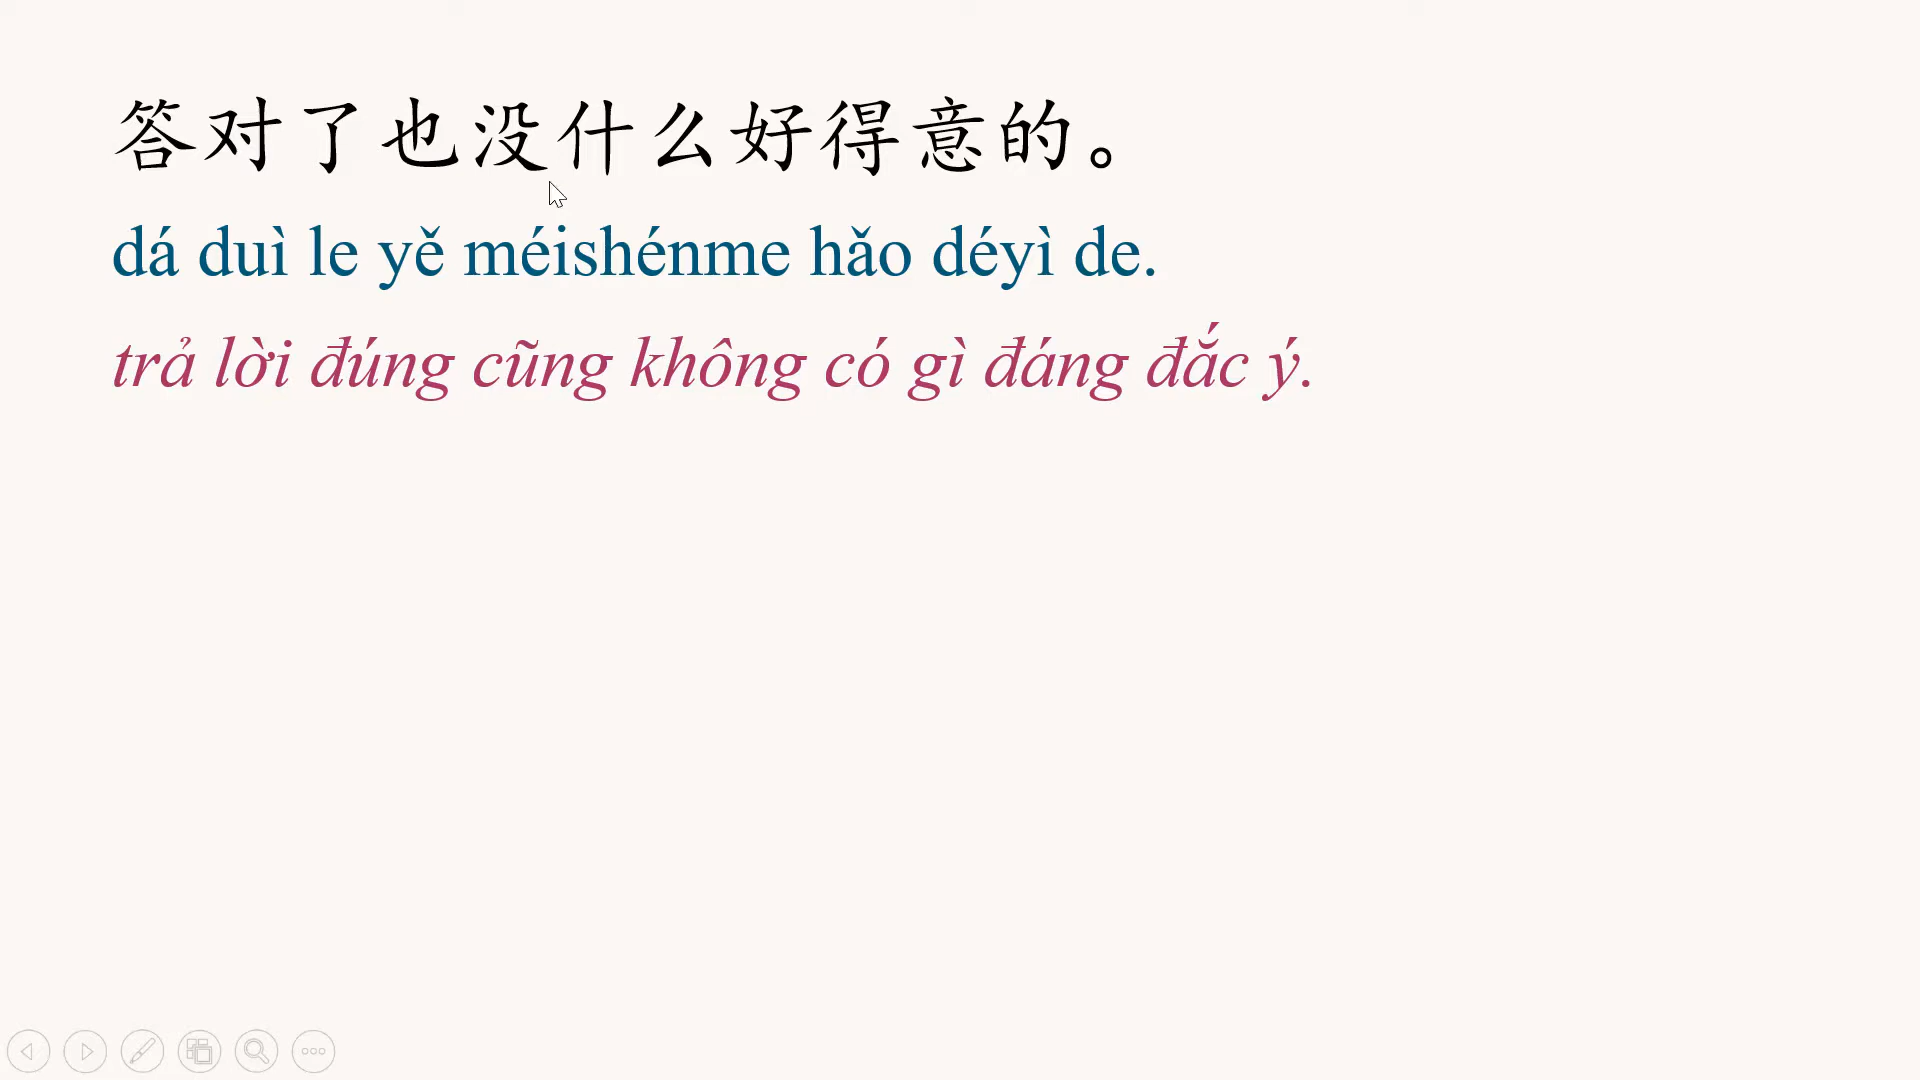 答对了也没什么好得意的。
dá duì le yě méishénme hǎo déyì de.
trả lời đúng cũng không có gì đáng đắc ý.